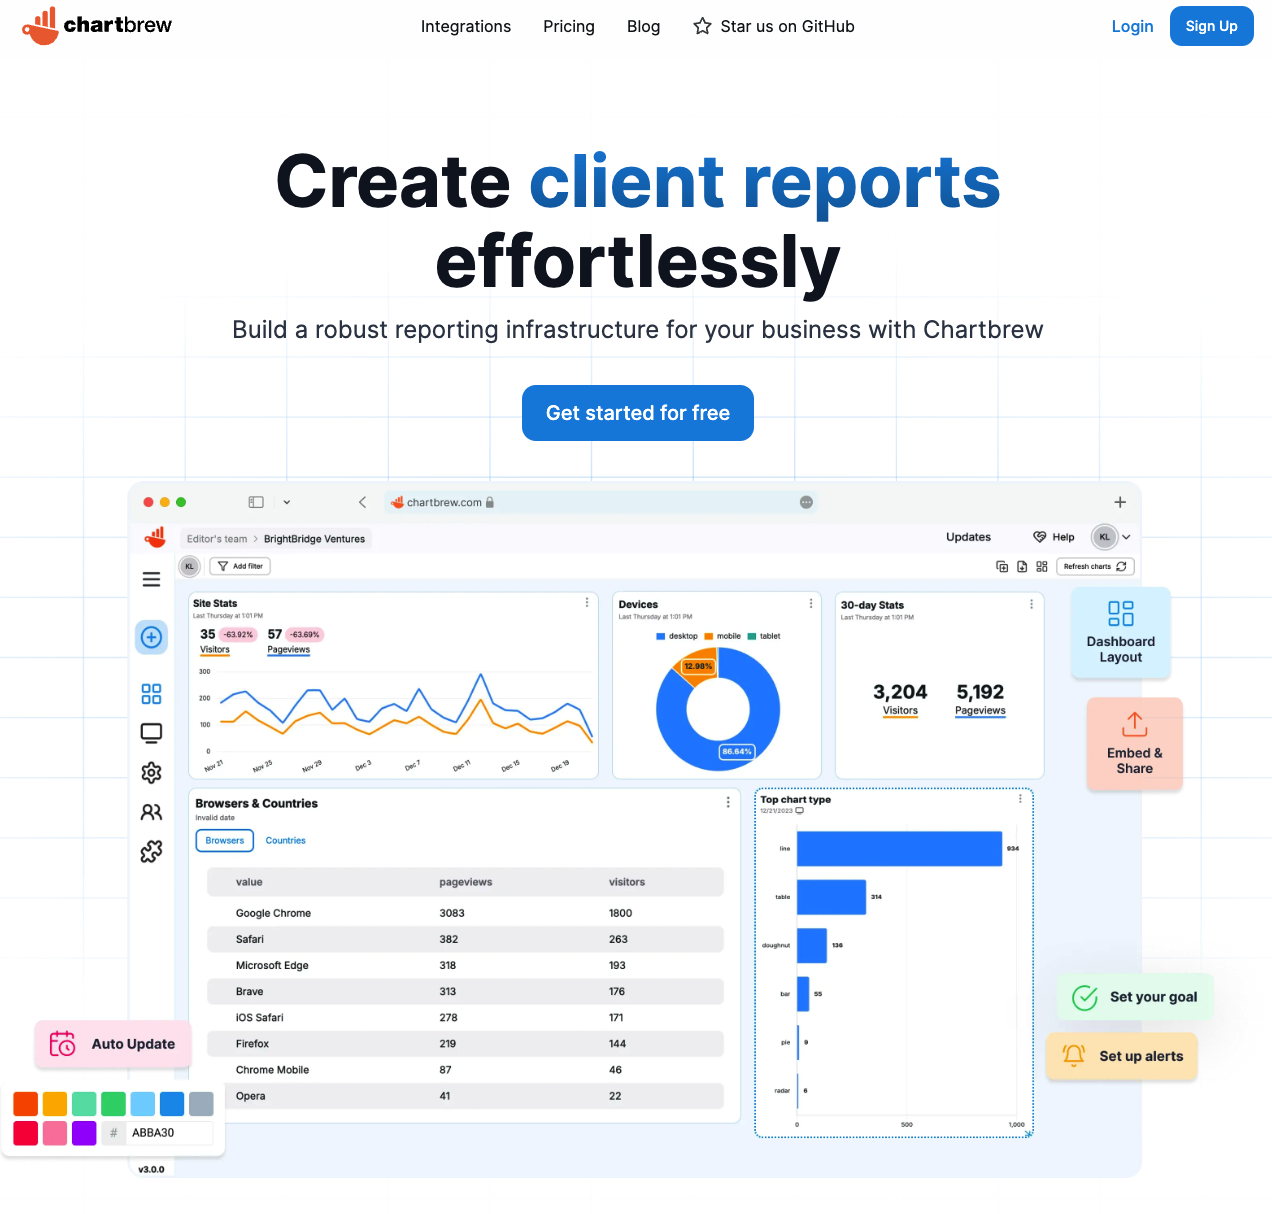 chartbrew
Integrations
Pricing
Blog
Star us on GitHub
Login
Sign Up
Create client reports
effortlessly
Build a robust reporting infrastructure for your business with Chartbrew
Get started for free
chartbrew.com
Editor's team > BrightBridge Ventures
Updates
Help
KL
KL
Add filter
Refresh charts
Site Stats
Last Thursday at 1:01 PM
35 -63.92% 57 -63.69%
Visitors Pageviews
300
200
100
0
Nov 21 Nov 25 Nov 29 Dec 3 Dec 7 Dec 11 Dec 15 Dec 19
Devices
Last Thursday at 1:01 PM
desktop mobile tablet
12.98%
86.64%
30-day Stats
Last Thursday at 1:01 PM
3,204 5,192
Visitors Pageviews
Dashboard
Layout
Embed &
Share
Browsers & Countries
Invalid date
Browsers Countries
value pageviews visitors
Google Chrome 3083 1800
Safari 382 263
Microsoft Edge 318 193
Brave 313 176
iOS Safari 278 171
Firefox 219 144
Chrome Mobile 87 46
Opera 41 22
Top chart type
12/21/2023
line 934
table 314
doughnut 136
bar 55
pie 9
radar 6
0 500 1,000
Set your goal
Set up alerts
Auto Update
# ABBA30
v3.0.0